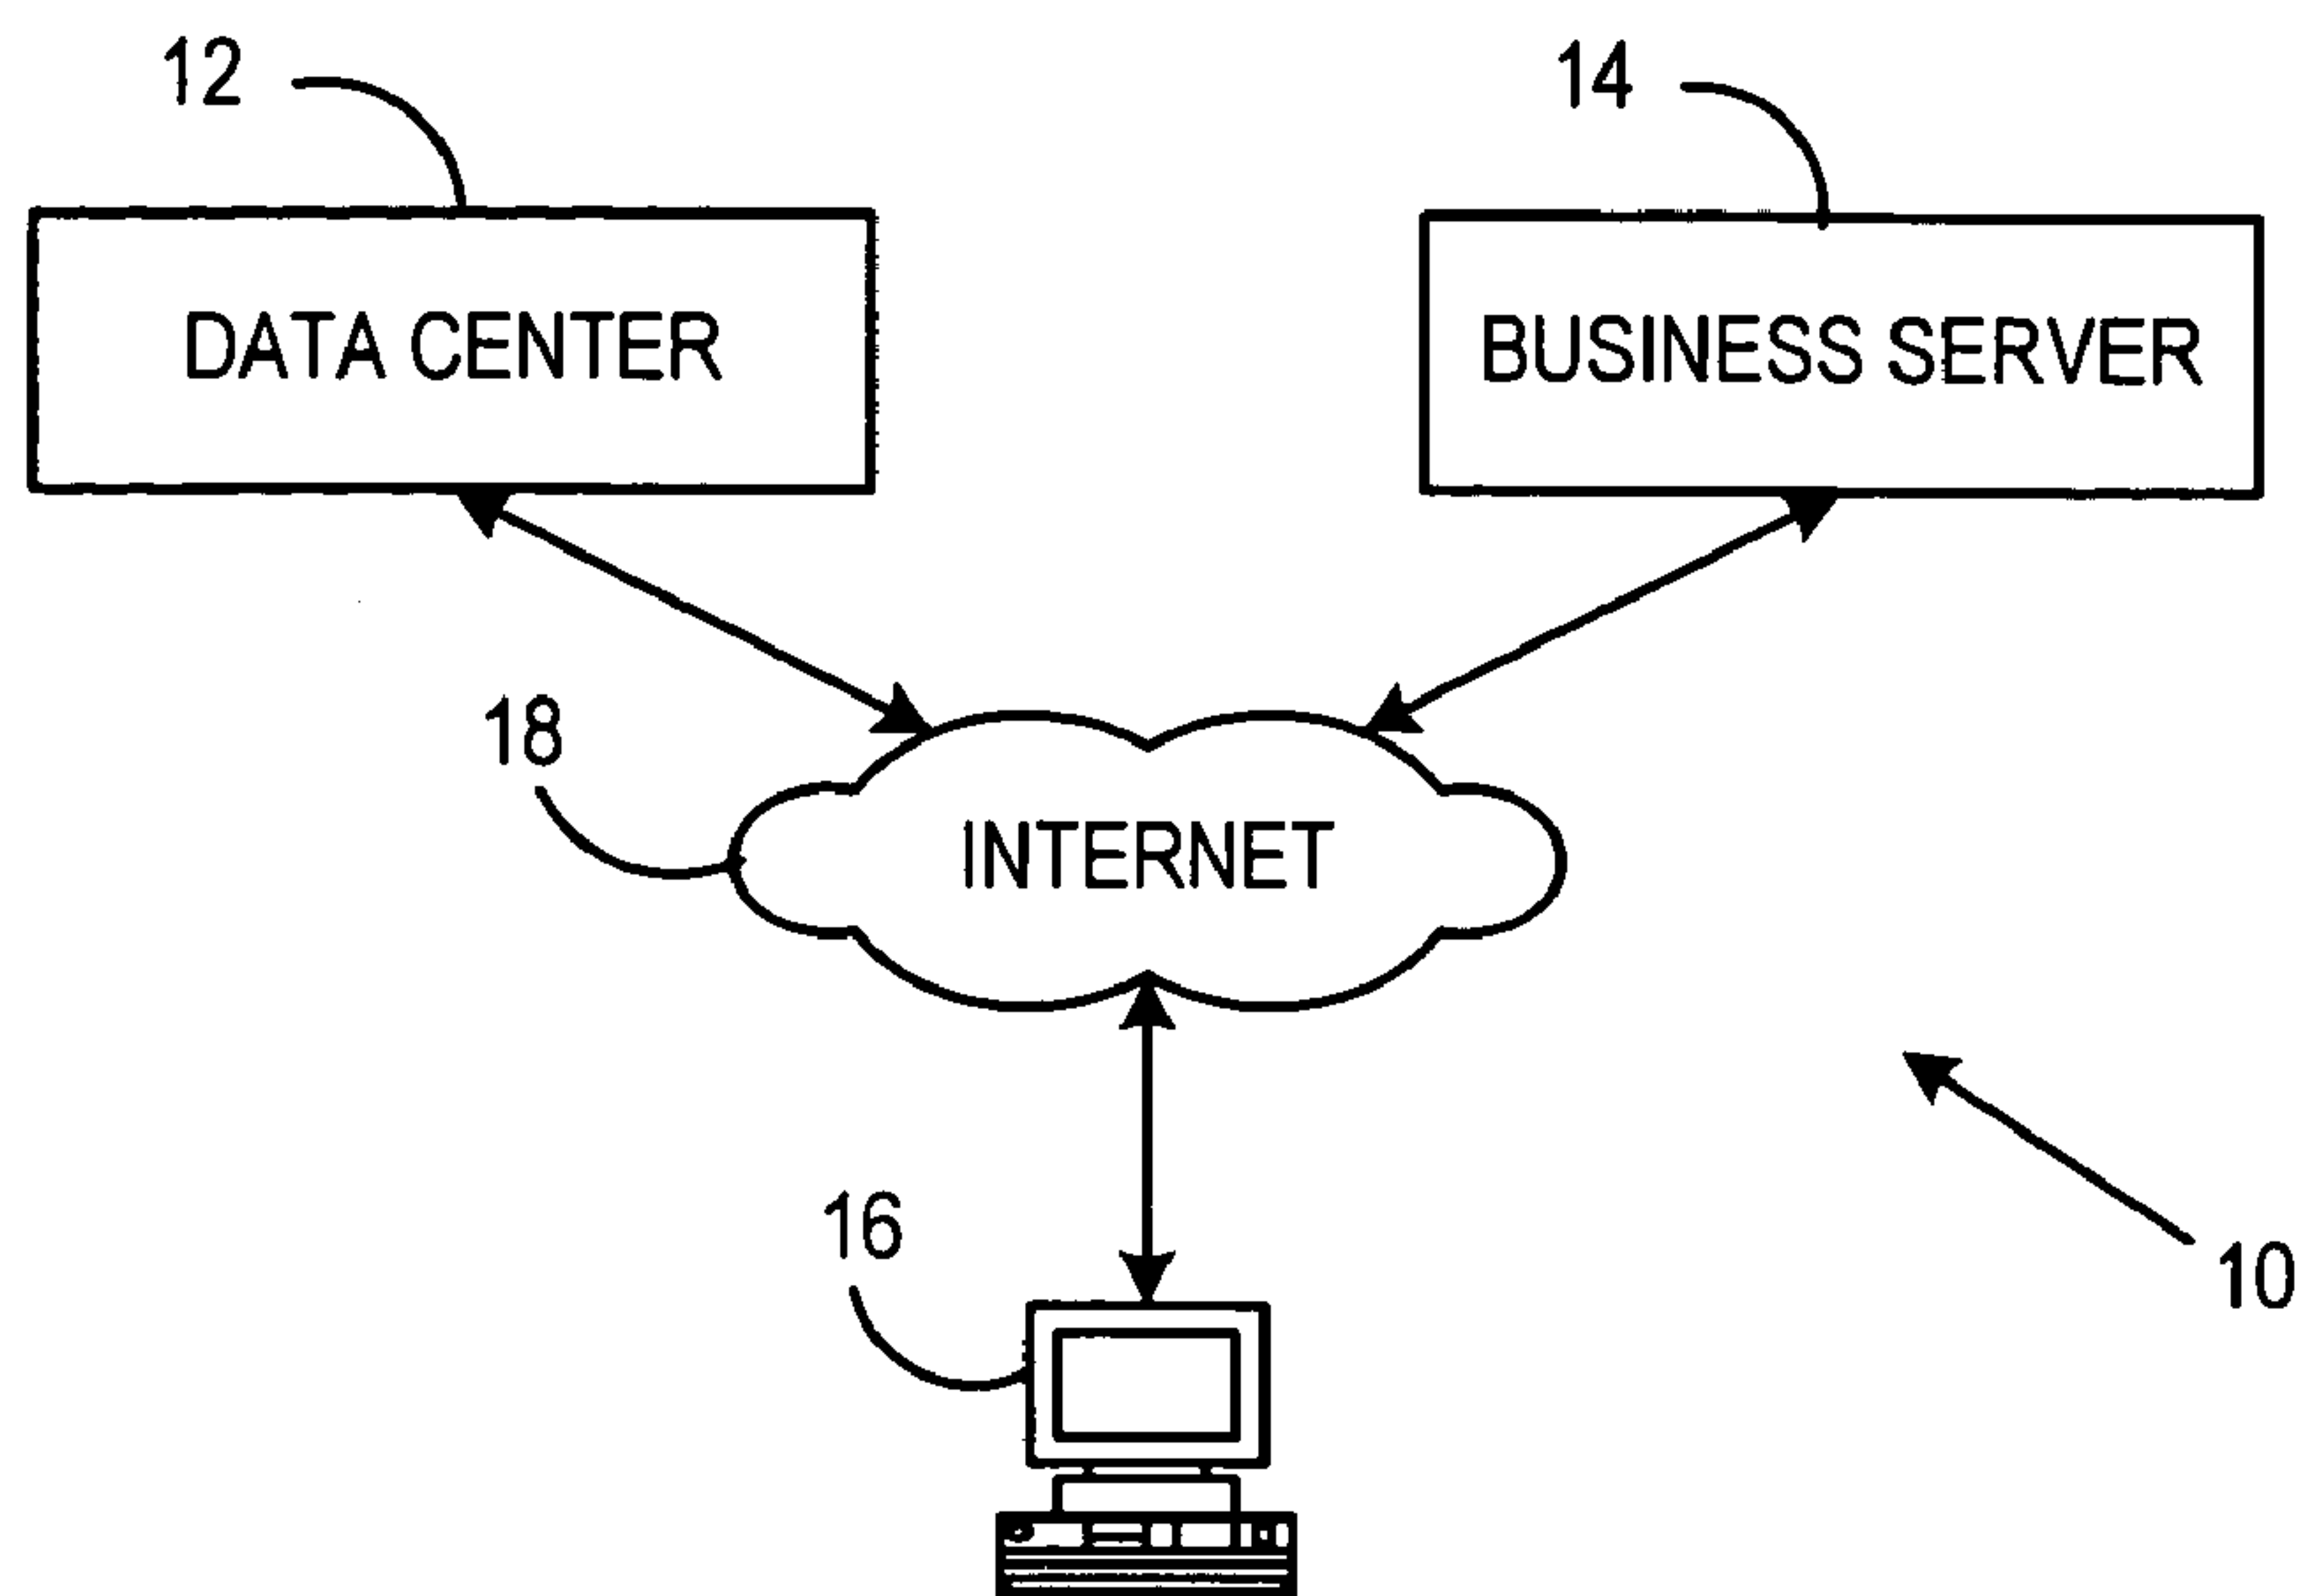 12
14
DATA CENTER
BUSINESS SERVER
18
INTERNET
16
10